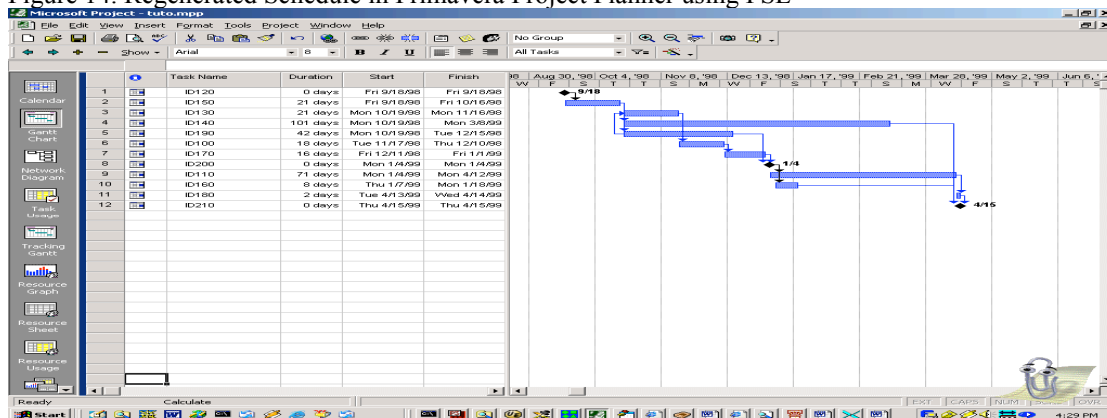 Figure 14. Regenerated Schedule in Primavera Project Planner using PSL
Microsoft Project - tuto.mpp
File Edit View Insert Format Tools Project Window Help
No Group
Show Arial 8 B I U All Tasks
Task Name Duration Start Finish 98 Aug 30, '98 Oct 4, '98 Nov 8, '98 Dec 13, '98 Jan 17, '99 Feb 21, '99 Mar 28, '99 May 2, '99 Jun 6, '
W F S T T S M W F S T T S M W F S T T S
1 ID120 0 days Fri 9/18/98 Fri 9/18/98 9/18
2 ID150 21 days Fri 9/18/98 Fri 10/16/98
3 ID130 21 days Mon 10/19/98 Mon 11/16/98
4 ID140 101 days Mon 10/19/98 Mon 3/8/99
5 ID190 42 days Mon 10/19/98 Tue 12/15/98
6 ID100 18 days Tue 11/17/98 Thu 12/10/98
7 ID170 16 days Fri 12/11/98 Fri 1/1/99
8 ID200 0 days Mon 1/4/99 Mon 1/4/99 1/4
9 ID110 71 days Mon 1/4/99 Mon 4/12/99
10 ID160 8 days Thu 1/7/99 Mon 1/18/99
11 ID180 2 days Tue 4/13/99 Wed 4/14/99
12 ID210 0 days Thu 4/15/99 Thu 4/15/99 4/15
Calendar
Gantt
Chart
Network
Diagram
Task
Usage
Tracking
Gantt
Resource
Graph
Resource
Sheet
Resource
Usage
Ready Calculate EXT CAPS NUM OVR
Start 4:29 PM